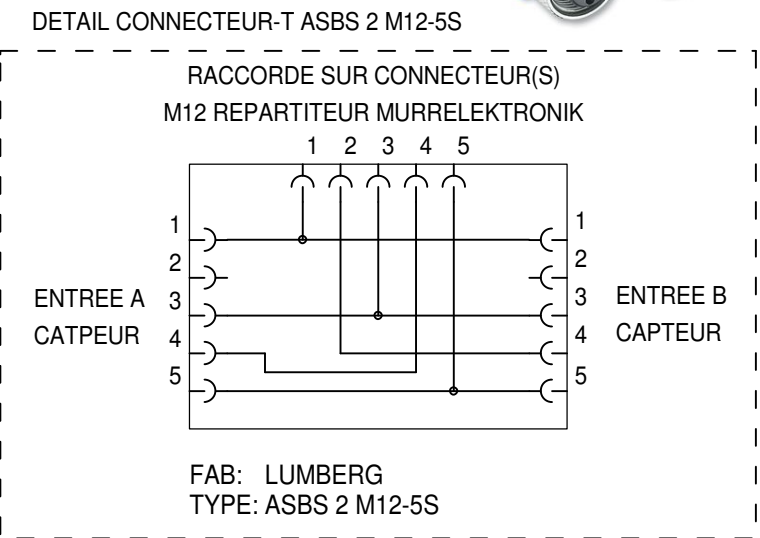 DETAIL CONNECTEUR-T ASBS 2 M12-5S
RACCORDE SUR CONNECTEUR(S)
M12 REPARTITEUR MURRELEKTRONIK
1 2 3 4 5
1 1
2 2
ENTREE A 3 3 ENTREE B
CATPEUR 4 4 CAPTEUR
5 5
FAB: LUMBERG
TYPE: ASBS 2 M12-5S